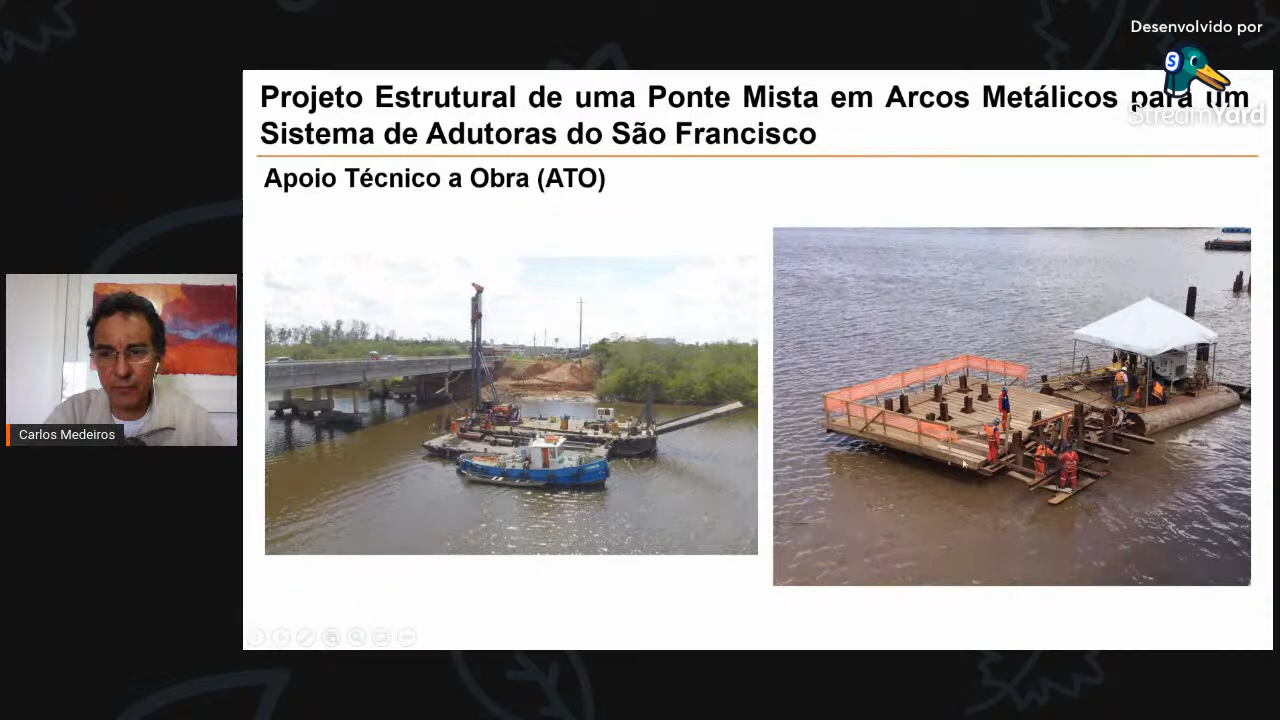 Desenvolvido por
S
StreamYard
Projeto Estrutural de uma Ponte Mista em Arcos Metálicos para um
Sistema de Adutoras do São Francisco
Apoio Técnico a Obra (ATO)
Carlos Medeiros